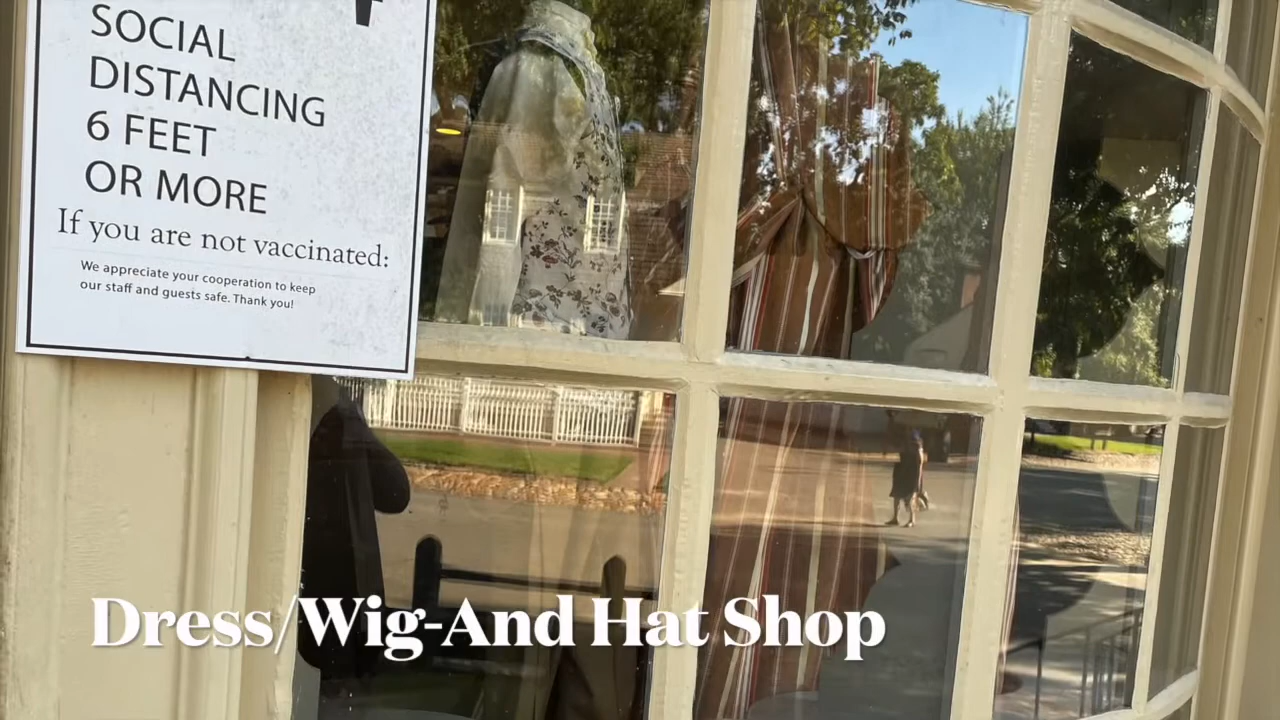 SOCIAL
DISTANCING
6 FEET
OR MORE
If you are not vaccinated:
We appreciate your cooperation to keep
our staff and guests safe. Thank you!
Dress/Wig-And Hat Shop